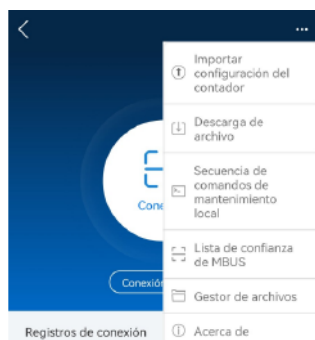 Importar
configuración del
contador
Descarga de
archivo
Secuencia de
comandos de
mantenimiento
local
Lista de confianza
de MBUS
Gestor de archivos
Acerca de
Registros de conexión